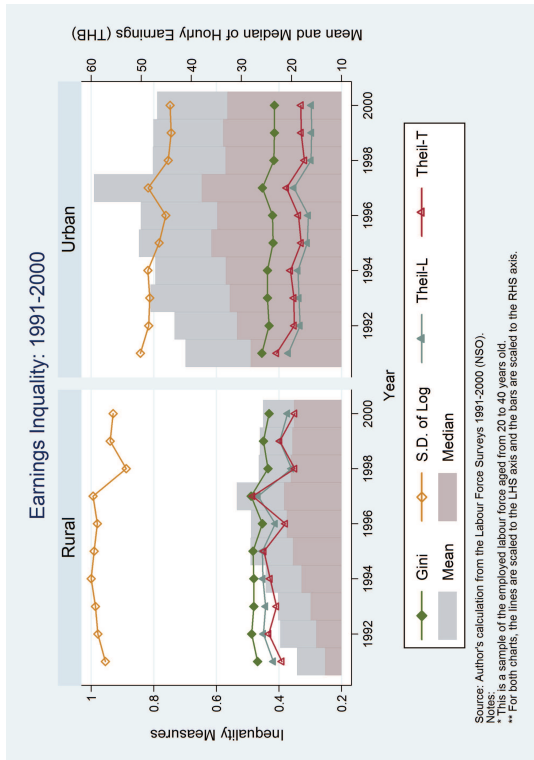 Earnings Inquality: 1991-2000
Rural
Urban
Inequality Measures
1
0.8
0.6
0.4
0.2
Mean and Median of Hourly Earnings (THB)
60
50
40
30
20
10
1992
1994
1996
1998
2000
1992
1994
1996
1998
2000
Year
Gini
S.D. of Log
Theil-L
Theil-T
Mean
Median
Source: Author's calculation from the Labour Force Surveys 1991-2000 (NSO).
Notes:
* This is a sample of the employed labour force aged from 20 to 40 years old.
** For both charts, the lines are scaled to the LHS axis and the bars are scaled to the RHS axis.